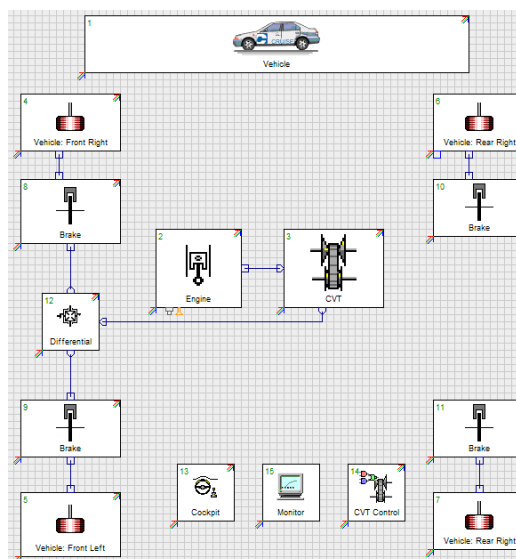 1
CRUISE
Vehicle
4
Vehicle: Front Right
6
Vehicle: Rear Right
8
Brake
10
Brake
2
Engine
3
CVT
12
Differential
9
Brake
11
Brake
13
Cockpit
15
Monitor
14
CVT Control
5
Vehicle: Front Left
7
Vehicle: Rear Right